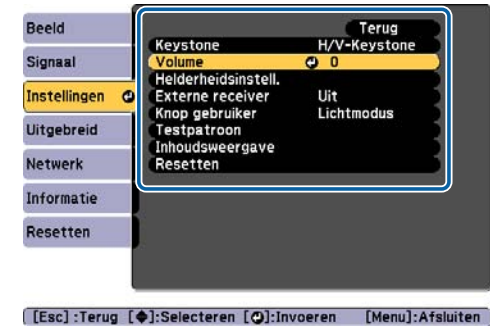 Beeld
Signaal
Instellingen
Uitgebreid
Netwerk
Informatie
Resetten
Terug
Keystone H/V-Keystone
Volume 0
Helderheidsinstell.
Externe receiver Uit
Knop gebruiker Lichtmodus
Testpatroon
Inhoudsweergave
Resetten
[Esc] :Terug [◆]:Selecteren [⏎]:Invoeren [Menu]:Afsluiten